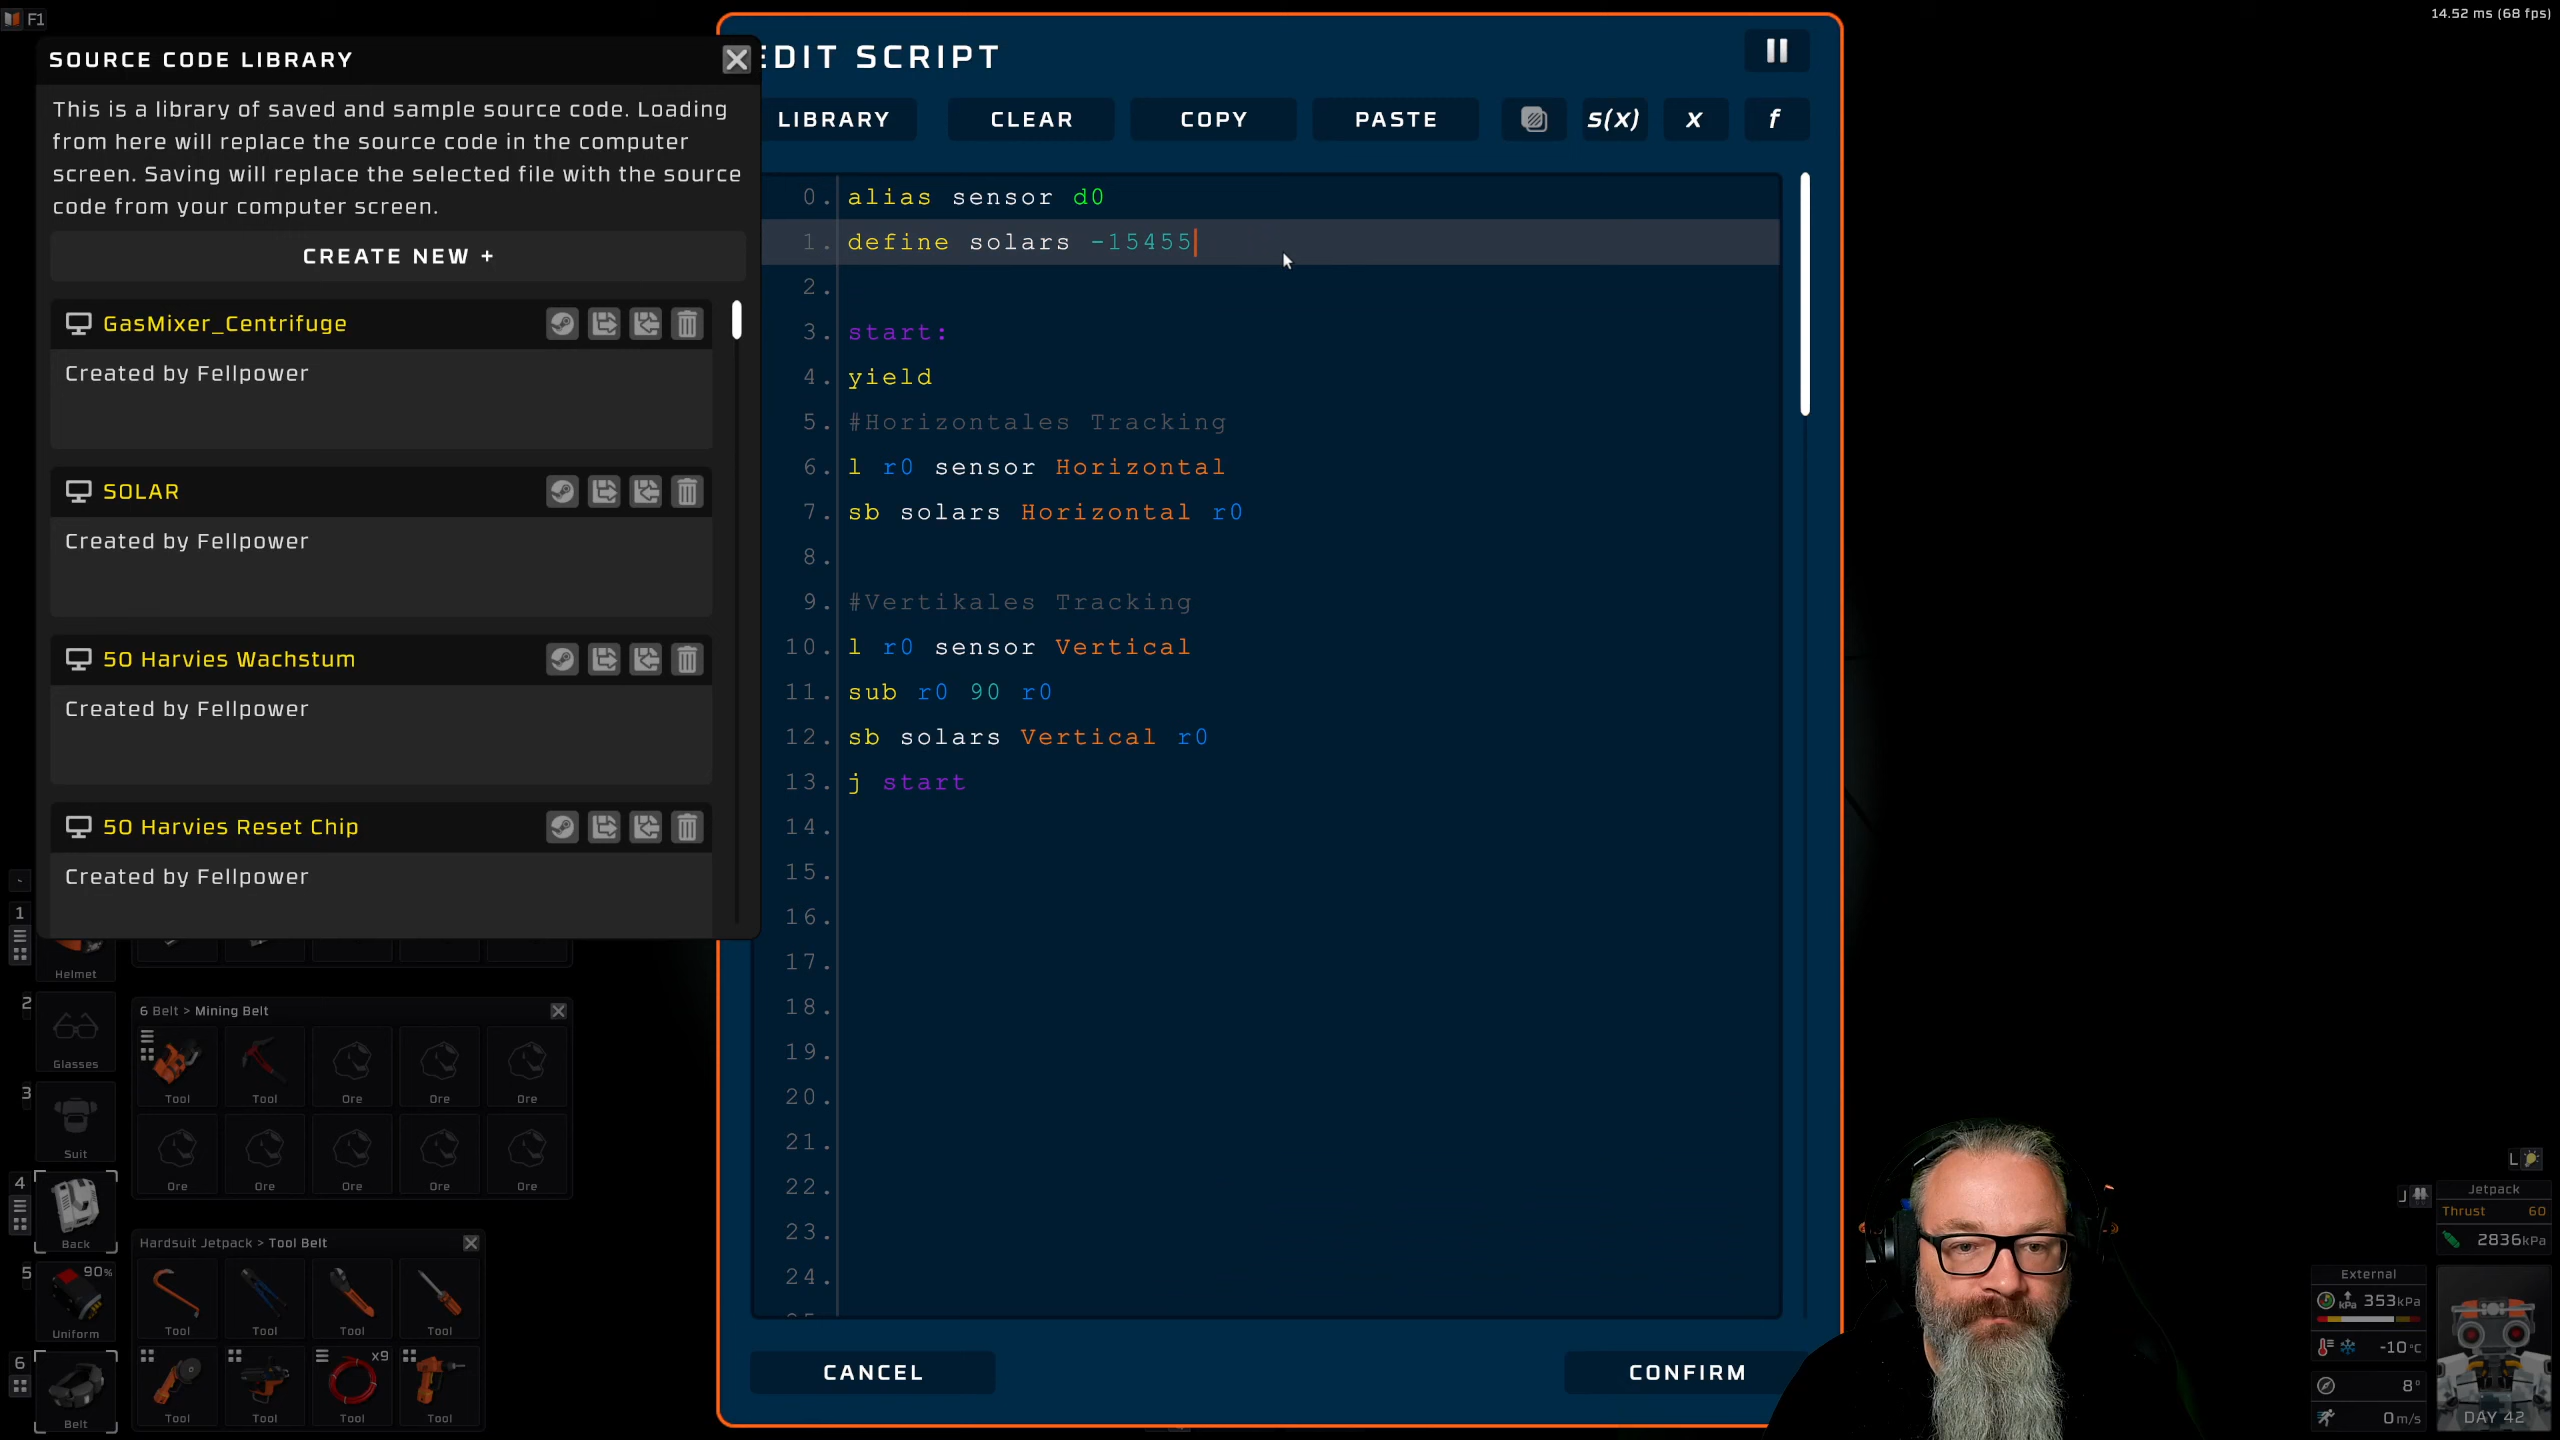 F1
14.52 ms (68 fps)
SOURCE CODE LIBRARY
This is a library of saved and sample source code. Loading
from here will replace the source code in the computer
screen. Saving will replace the selected file with the source
code from your computer screen.
CREATE NEW +
GasMixer_Centrifuge
Created by Fellpower
SOLAR
Created by Fellpower
50 Harvies Wachstum
Created by Fellpower
50 Harvies Reset Chip
Created by Fellpower
EDIT SCRIPT
LIBRARY
CLEAR
COPY
PASTE
s(x)
x
f
0. alias sensor d0
1. define solars -15455
2.
3. start:
4. yield
5. #Horizontales Tracking
6. l r0 sensor Horizontal
7. sb solars Horizontal r0
8.
9. #Vertikales Tracking
10. l r0 sensor Vertical
11. sub r0 90 r0
12. sb solars Vertical r0
13. j start
14.
15.
16.
17.
18.
19.
20.
21.
22.
23.
24.
CANCEL
CONFIRM
1
Helmet
2
Glasses
3
Suit
4
Back
5
90%
Uniform
6
Belt
6 Belt > Mining Belt
Tool
Tool
Ore
Ore
Ore
Ore
Ore
Ore
Ore
Ore
Hardsuit Jetpack > Tool Belt
Tool
Tool
Tool
Tool
x9
Tool
Tool
Tool
Tool
L
J
Jetpack
Thrust 60
2836kPa
External
kPa 353kPa
-10°C
8°
0m/s
DAY 42